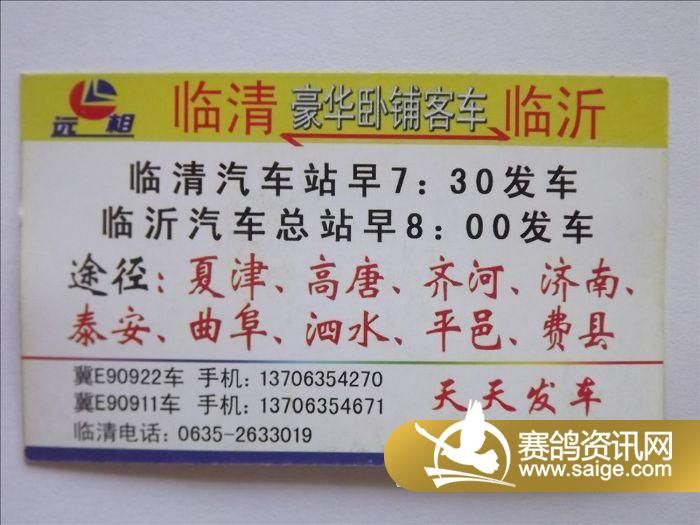 远相
临清 豪华卧铺客车 临沂
临清汽车站早7：30发车
临沂汽车总站早8：00发车
途径：夏津、高唐、齐河、济南、
泰安、曲阜、泗水、平邑、费县
冀E90922车 手机：13706354270
冀E90911车 手机：13706354671
临清电话：0635-2633019
天天发车
赛鸽资讯网
www.saige.com